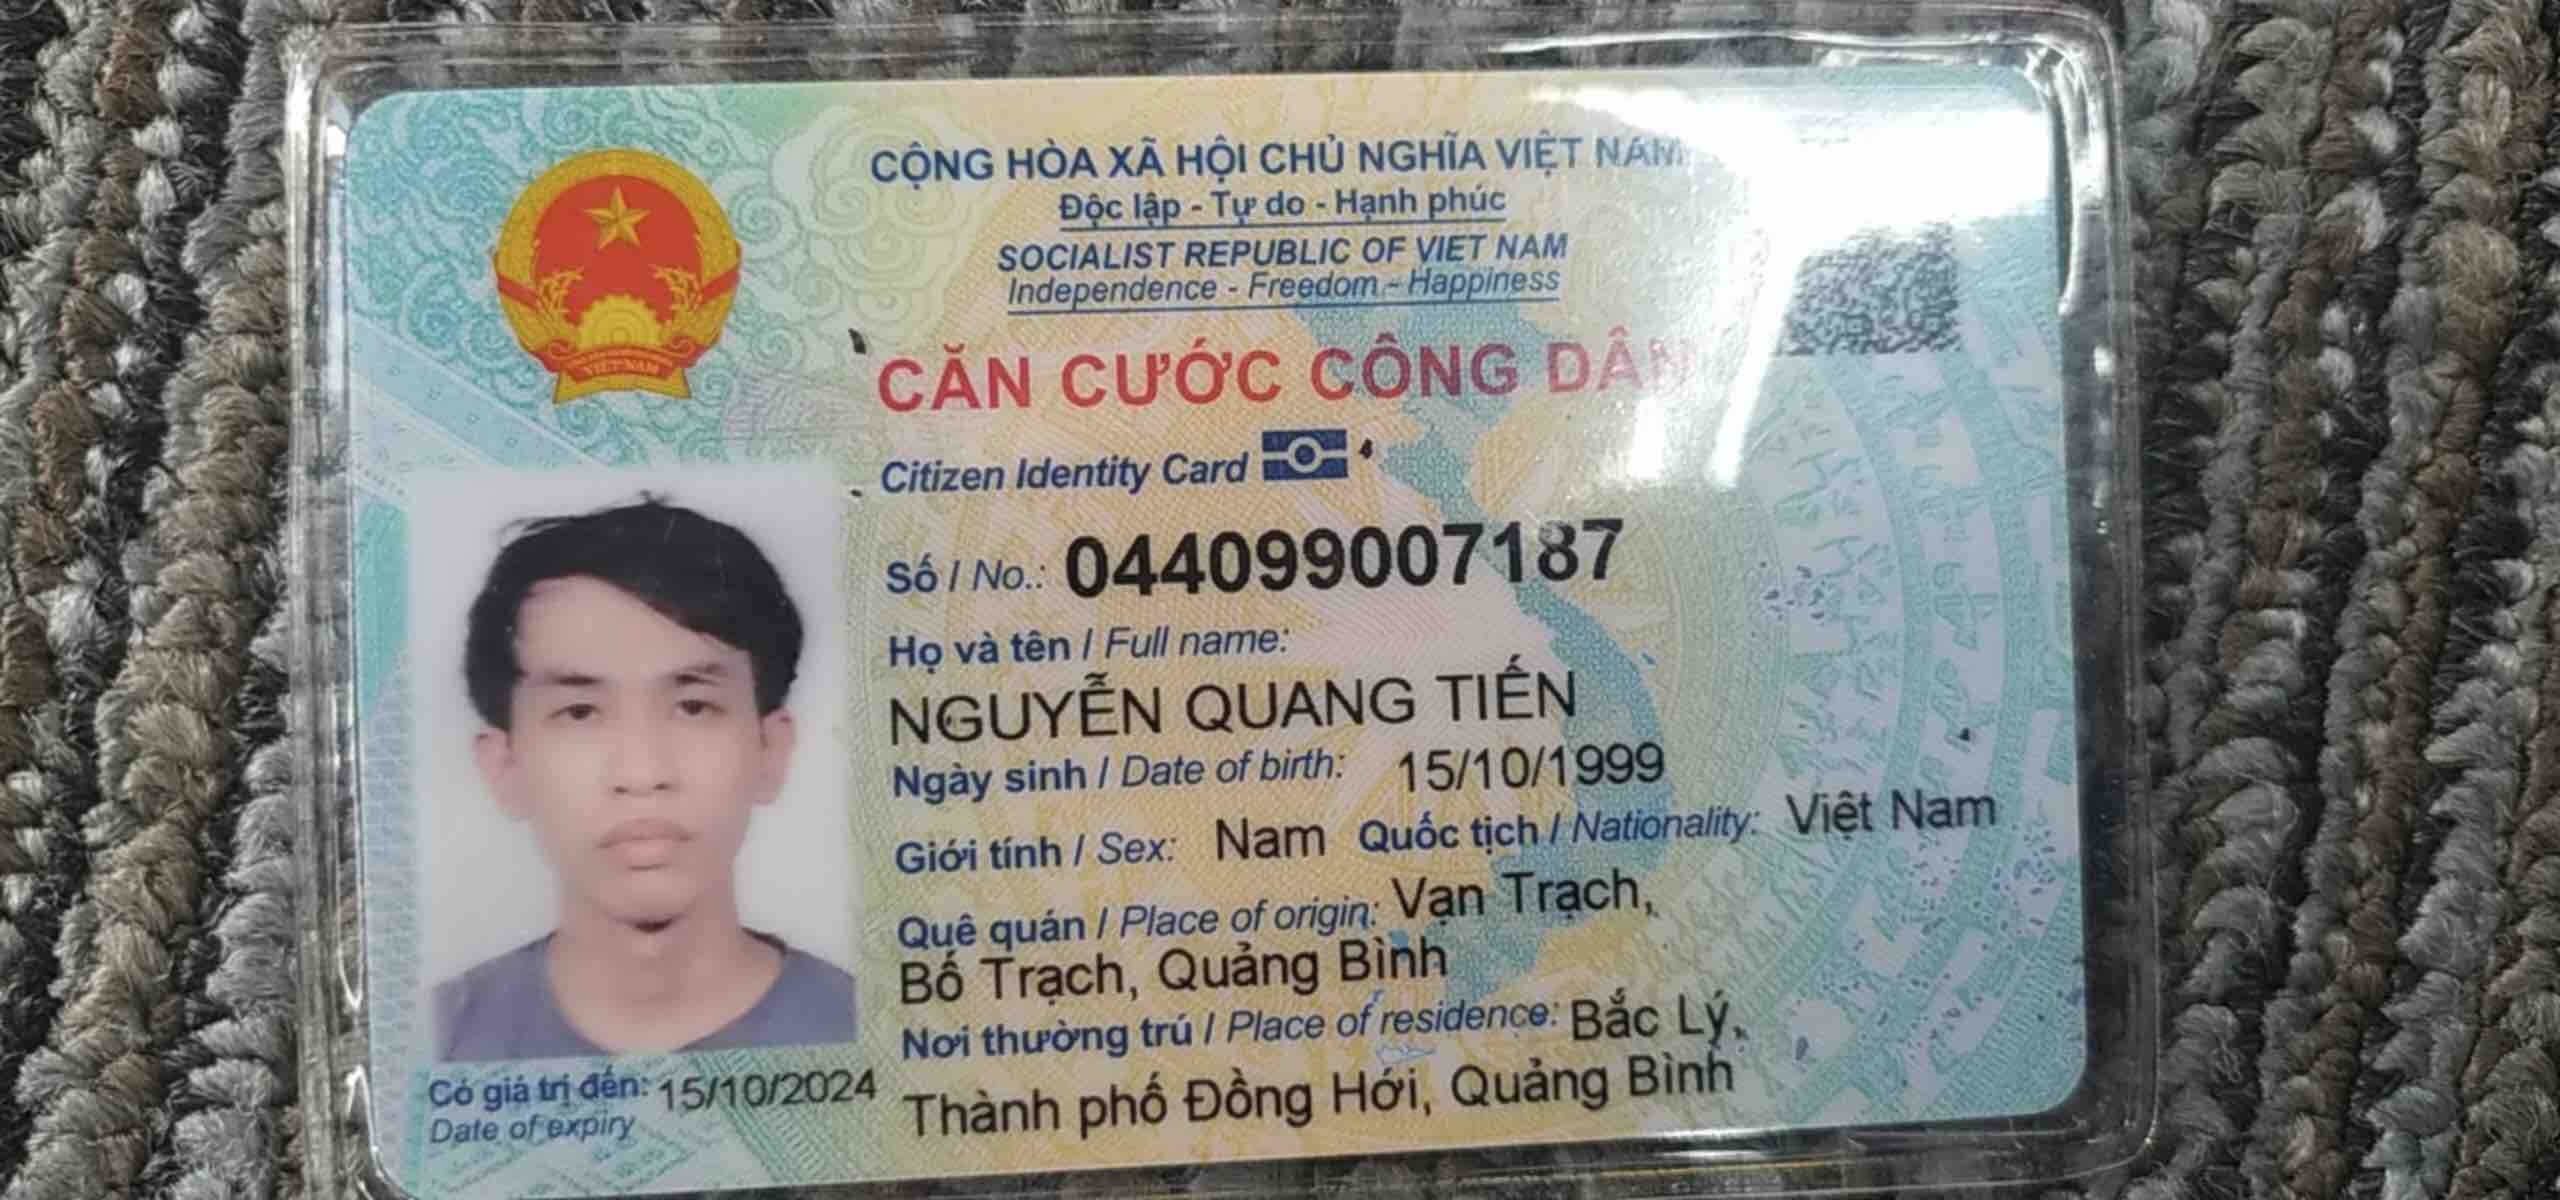 CỘNG HÒA XÃ HỘI CHỦ NGHĨA VIỆT NAM
Độc lập - Tự do - Hạnh phúc
SOCIALIST REPUBLIC OF VIET NAM
Independence - Freedom - Happiness
CĂN CƯỚC CÔNG DÂN
Citizen Identity Card
Số / No.: 044099007187
Họ và tên / Full name:
NGUYỄN QUANG TIẾN
Ngày sinh / Date of birth: 15/10/1999
Giới tính / Sex: Nam Quốc tịch / Nationality: Việt Nam
Quê quán / Place of origin: Vạn Trạch,
Bố Trạch, Quảng Bình
Nơi thường trú / Place of residence: Bắc Lý,
Thành phố Đồng Hới, Quảng Bình
Có giá trị đến: 15/10/2024
Date of expiry
VIET NAM